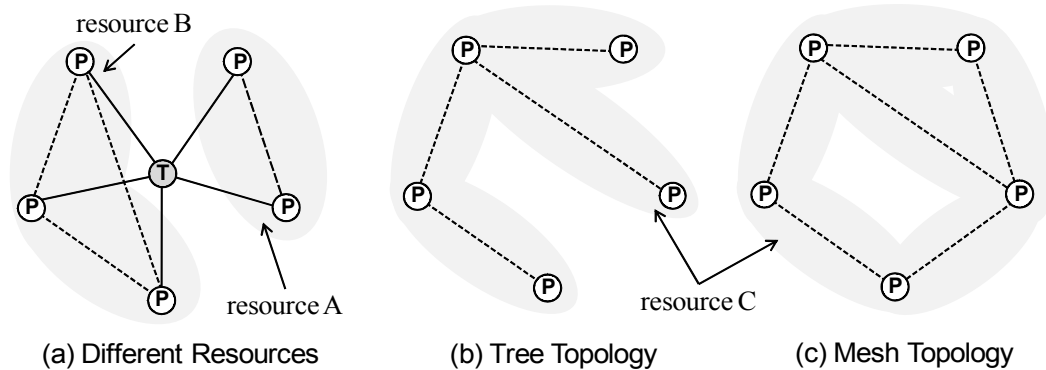 resource B
P
P
T
P
P
P
resource A
(a) Different Resources
P
P
P
P
P
(b) Tree Topology
resource C
P
P
P
P
P
(c) Mesh Topology